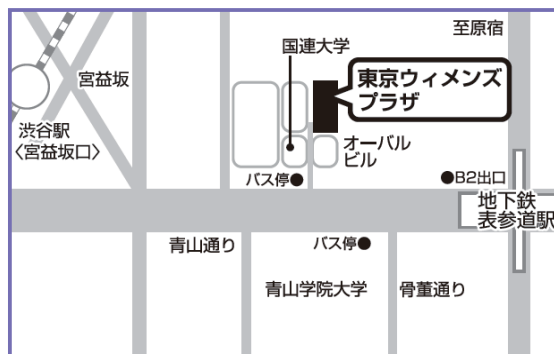 至原宿
国連大学
宮益坂
東京ウィメンズ
プラザ
渋谷駅
〈宮益坂口〉
オーバル
ビル
バス停●
●B2出口
地下鉄
表参道駅
青山通り
バス停●
青山学院大学
骨董通り